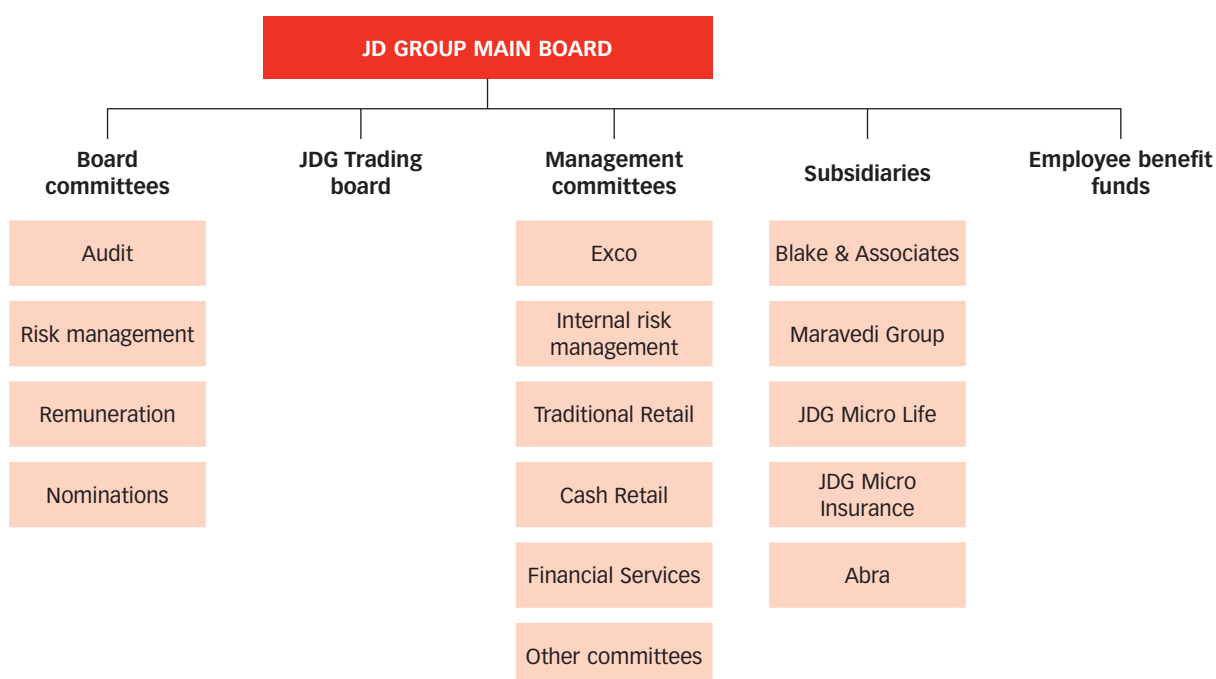 JD GROUP MAIN BOARD
Board
committees
JDG Trading
board
Management
committees
Subsidiaries
Employee benefit
funds
Audit
Risk management
Remuneration
Nominations
Exco
Internal risk
management
Traditional Retail
Cash Retail
Financial Services
Other committees
Blake & Associates
Maravedi Group
JDG Micro Life
JDG Micro
Insurance
Abra